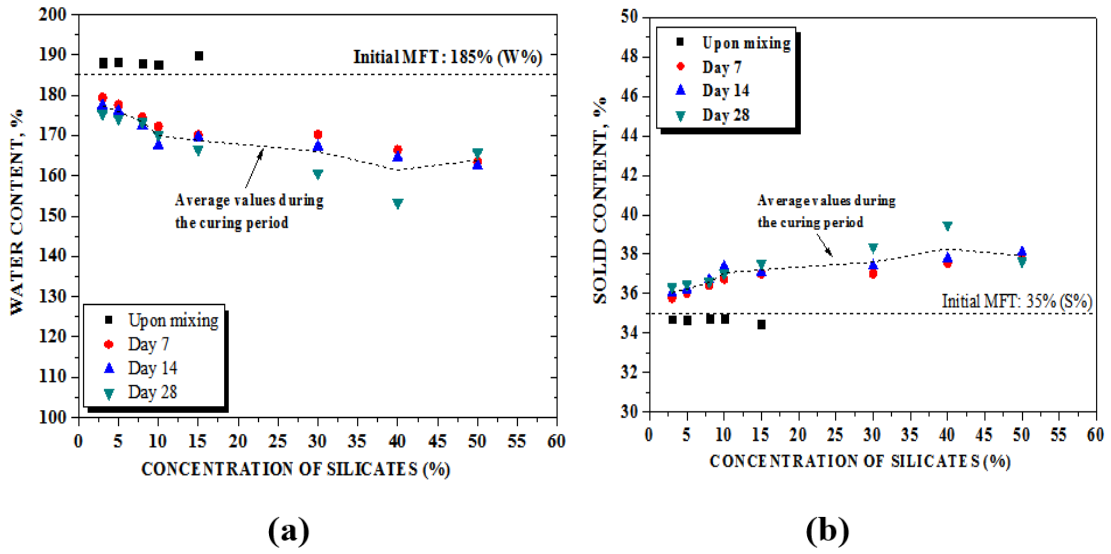 200
190
180
170
160
150
140
130
120
110
100
WATER CONTENT, %
Initial MFT: 185% (W%)
Average values during
the curing period
Upon mixing
Day 7
Day 14
Day 28
0 5 10 15 20 25 30 35 40 45 50 55 60
CONCENTRATION OF SILICATES (%)
(a)
50
48
46
44
42
40
38
36
34
32
30
SOLID CONTENT, %
Upon mixing
Day 7
Day 14
Day 28
Average values during
the curing period
Initial MFT: 35% (S%)
0 5 10 15 20 25 30 35 40 45 50 55 60
CONCENTRATION OF SILICATES (%)
(b)